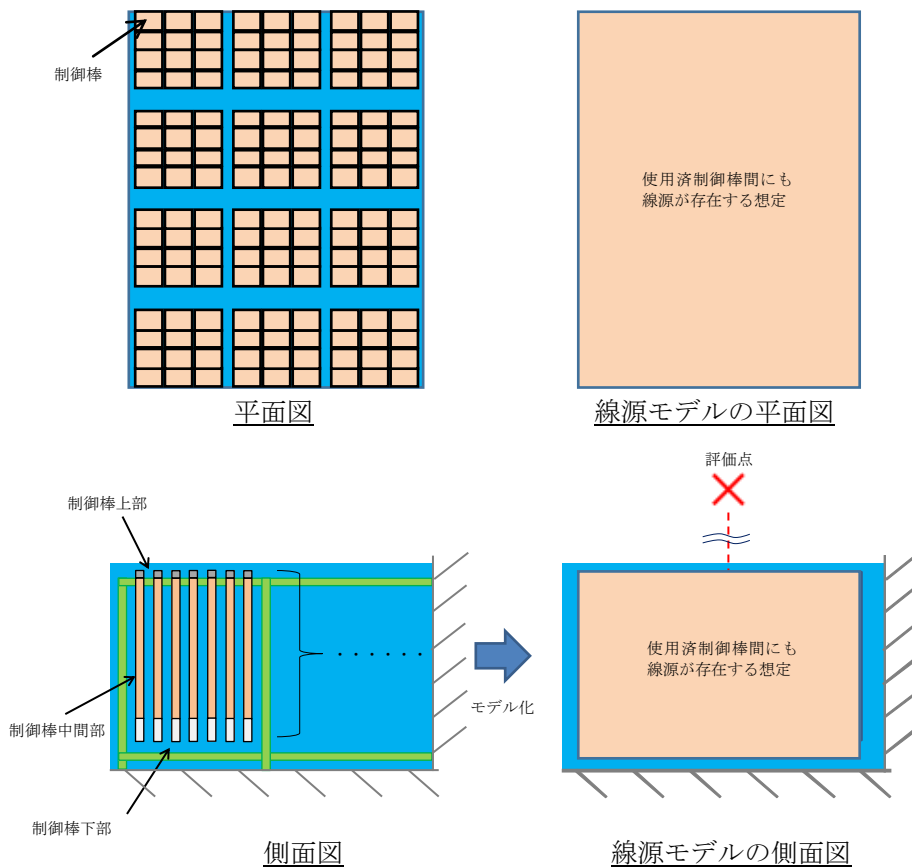 制御棒
使用済制御棒間にも
線源が存在する想定
平面図
線源モデルの平面図
評価点
制御棒上部
使用済制御棒間にも
線源が存在する想定
・・・・・・
制御棒中間部
モデル化
制御棒下部
側面図
線源モデルの側面図